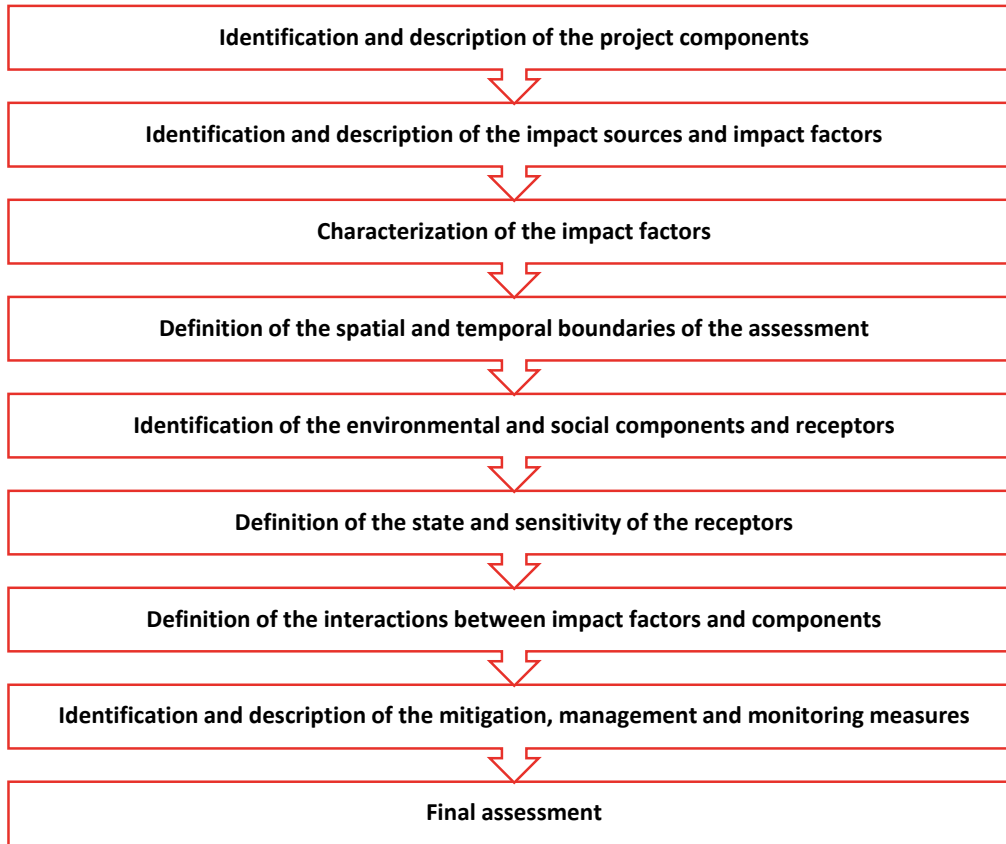 Identification and description of the project components
Identification and description of the impact sources and impact factors
Characterization of the impact factors
Definition of the spatial and temporal boundaries of the assessment
Identification of the environmental and social components and receptors
Definition of the state and sensitivity of the receptors
Definition of the interactions between impact factors and components
Identification and description of the mitigation, management and monitoring measures
Final assessment